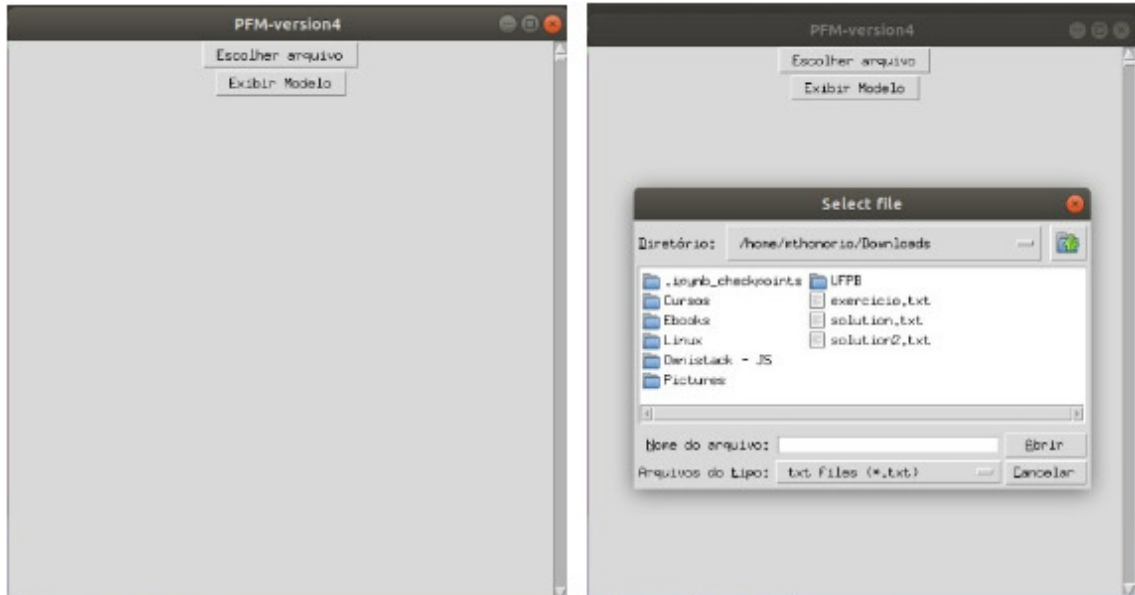 PFM-version4
Escolher arquivo
Exibir Modelo
PFM-version4
Escolher arquivo
Exibir Modelo
Select file
Diretório: /home/mthonorio/Downloads
.ipynb_checkpoints
Cursos
Ebooks
Linux
Omnistack - JS
Pictures
UFPB
exercicio.txt
solution.txt
solution2.txt
Nome do arquivo:
Abrir
Arquivos do tipo: txt files (*.txt)
Cancelar